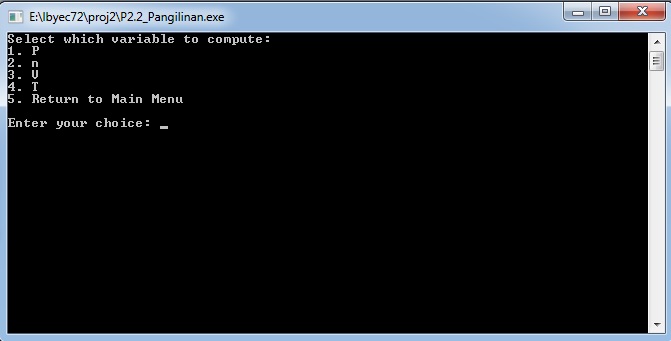 E:\lbyec72\proj2\P2.2_Pangilinan.exe
Select which variable to compute:
1. P
2. n
3. V
4. T
5. Return to Main Menu
Enter your choice: _